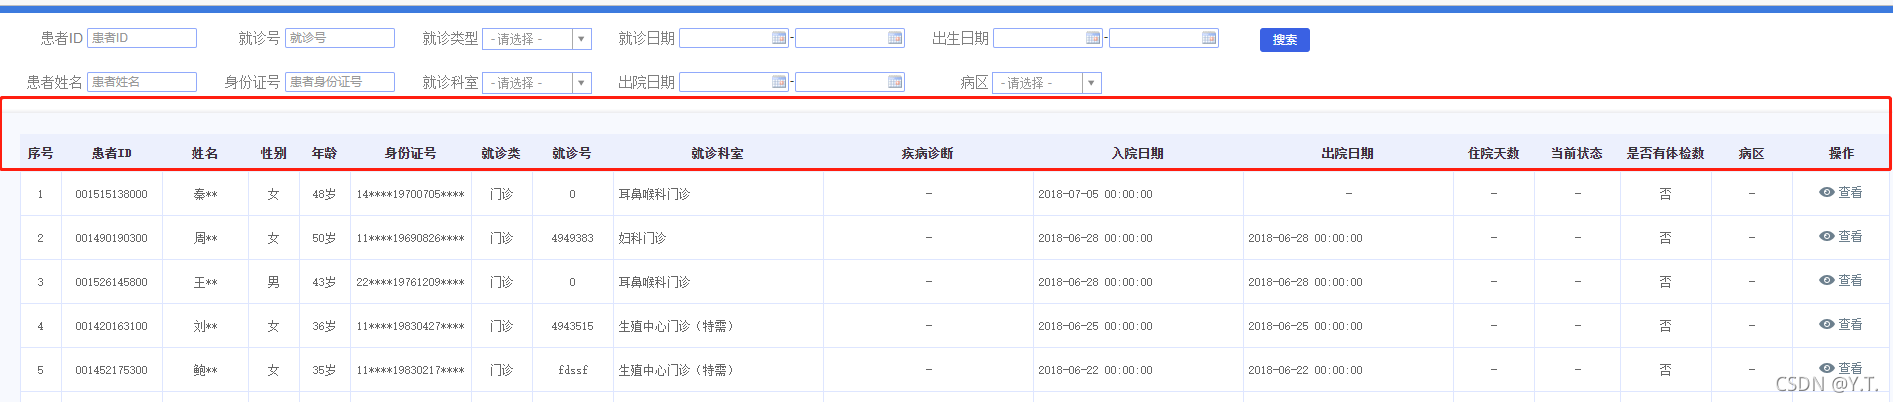 患者ID 患者ID 就诊号 就诊号 就诊类型 - 请选择 - 就诊日期 - 出生日期 - 搜索
患者姓名 患者姓名 身份证号 患者身份证号 就诊科室 - 请选择 - 出院日期 - 病区 - 请选择 -
序号 患者ID 姓名 性别 年龄 身份证号 就诊类 就诊号 就诊科室 疾病诊断 入院日期 出院日期 住院天数 当前状态 是否有体检数 病区 操作
1 001515138000 秦** 女 48岁 14****19700705**** 门诊 0 耳鼻喉科门诊 - 2018-07-05 00:00:00 - - - 否 - 查看
2 001490190300 周** 女 50岁 11****19690826**** 门诊 4949383 妇科门诊 - 2018-06-28 00:00:00 2018-06-28 00:00:00 - - 否 - 查看
3 001526145800 王** 男 43岁 22****19761209**** 门诊 0 耳鼻喉科门诊 - 2018-06-28 00:00:00 2018-06-28 00:00:00 - - 否 - 查看
4 001420163100 刘** 女 36岁 11****19830427**** 门诊 4943515 生殖中心门诊（特需） - 2018-06-25 00:00:00 2018-06-25 00:00:00 - - 否 - 查看
5 001452175300 鲍** 女 35岁 11****19830217**** 门诊 fdssf 生殖中心门诊（特需） - 2018-06-22 00:00:00 2018-06-22 00:00:00 - - 否 - 查看
CSDN @Y.T.